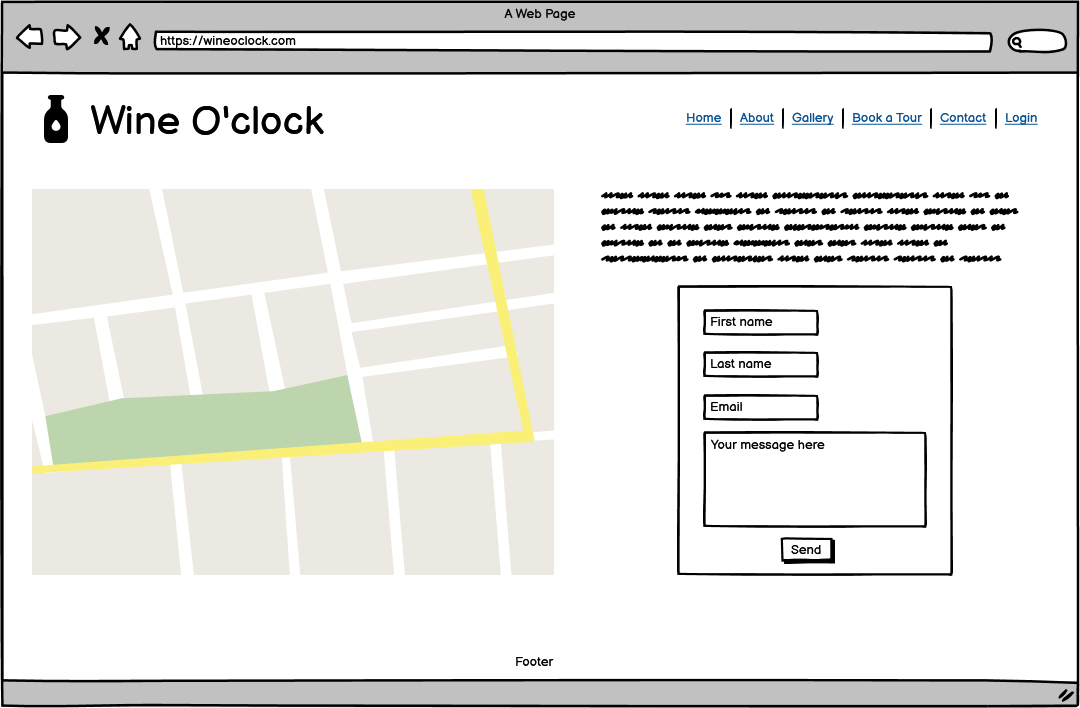 A Web Page
https://wineoclock.com
Wine O'clock
Home | About | Gallery | Book a Tour | Contact | Login
First name
Last name
Email
Your message here
Send
Footer